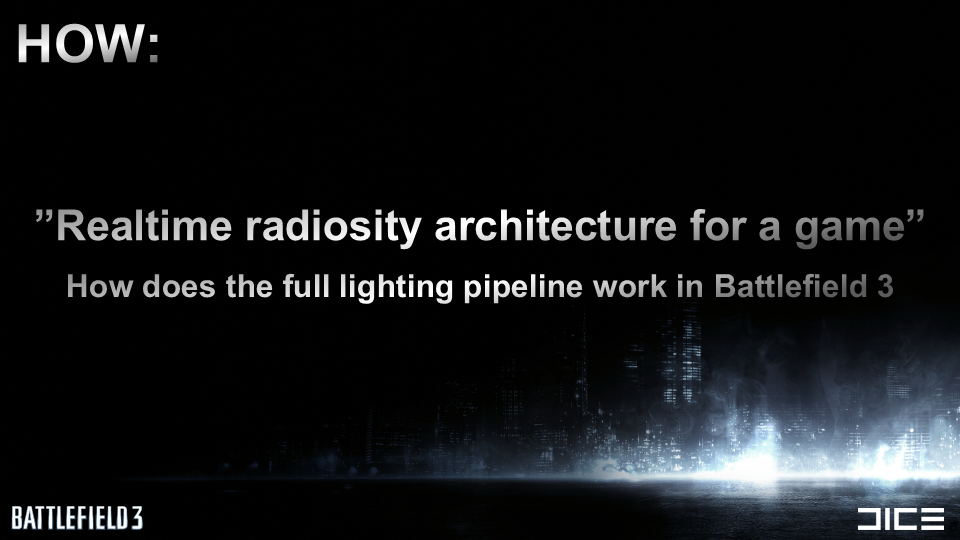 HOW:
”Realtime radiosity architecture for a game”
How does the full lighting pipeline work in Battlefield 3
BATTLEFIELD 3
DICE